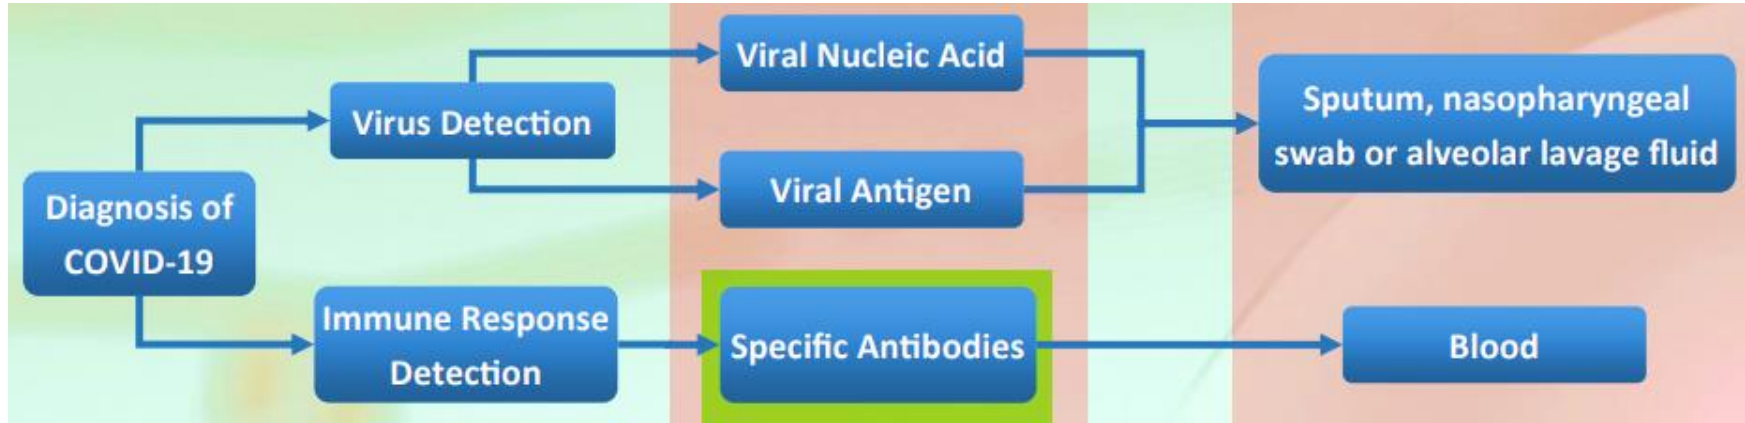 Diagnosis of
COVID-19
Virus Detection
Immune Response
Detection
Viral Nucleic Acid
Viral Antigen
Specific Antibodies
Sputum, nasopharyngeal
swab or alveolar lavage fluid
Blood